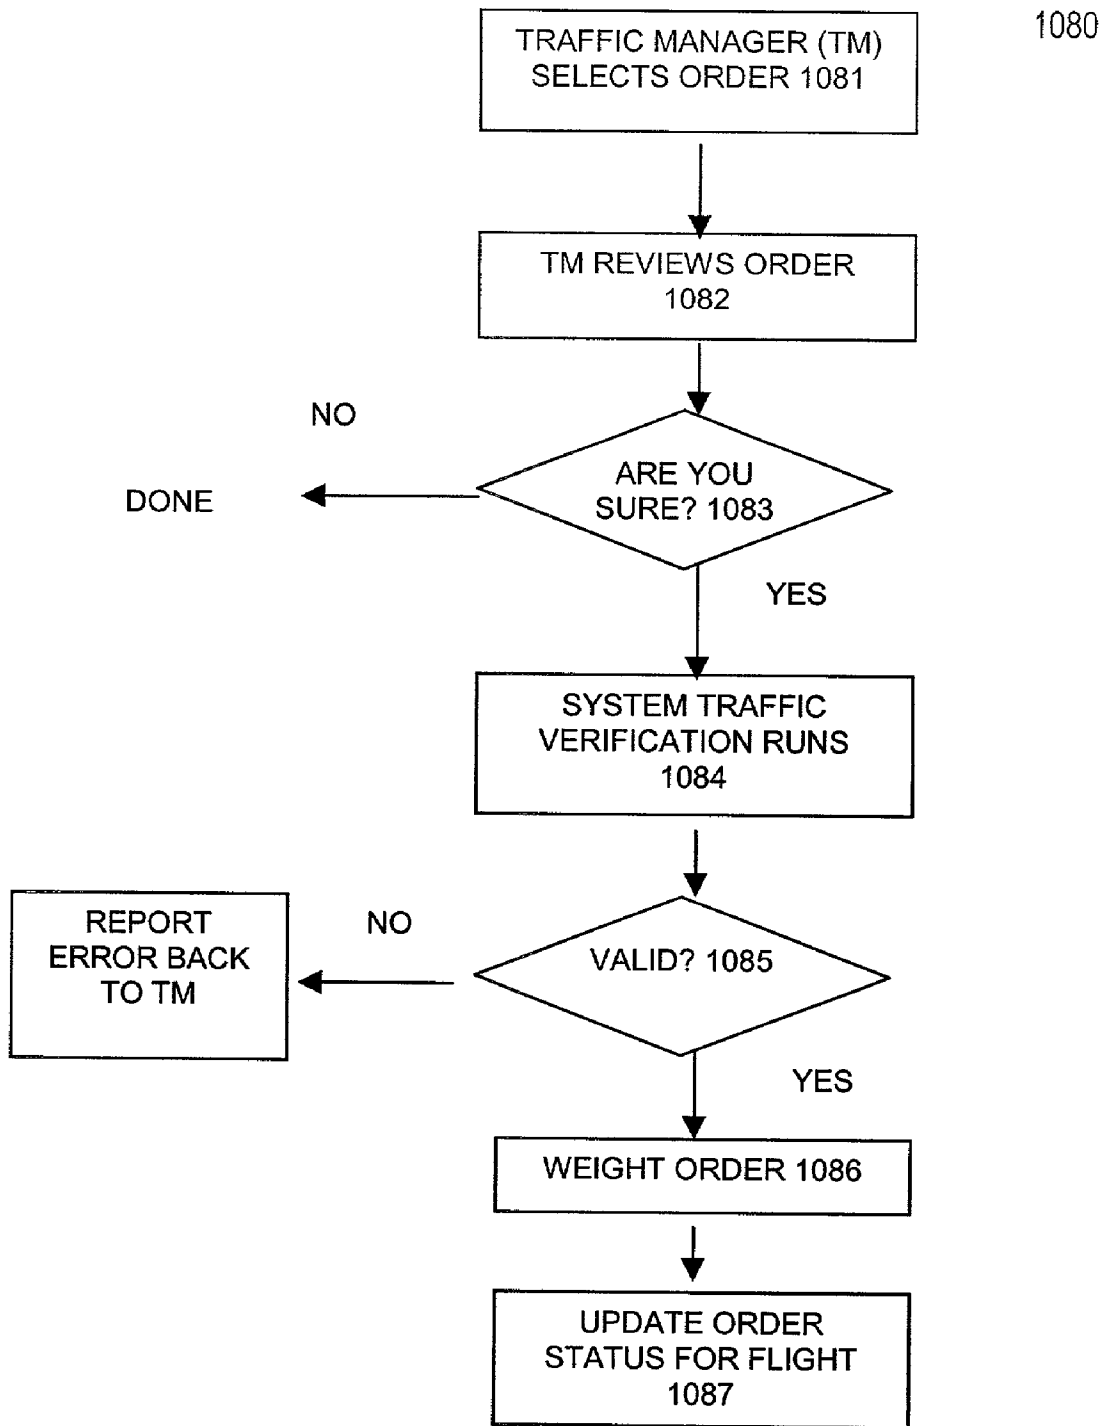 1080
TRAFFIC MANAGER (TM)
SELECTS ORDER 1081
TM REVIEWS ORDER
1082
NO
ARE YOU
SURE? 1083
DONE
YES
SYSTEM TRAFFIC
VERIFICATION RUNS
1084
REPORT
ERROR BACK
TO TM
NO
VALID? 1085
YES
WEIGHT ORDER 1086
UPDATE ORDER
STATUS FOR FLIGHT
1087